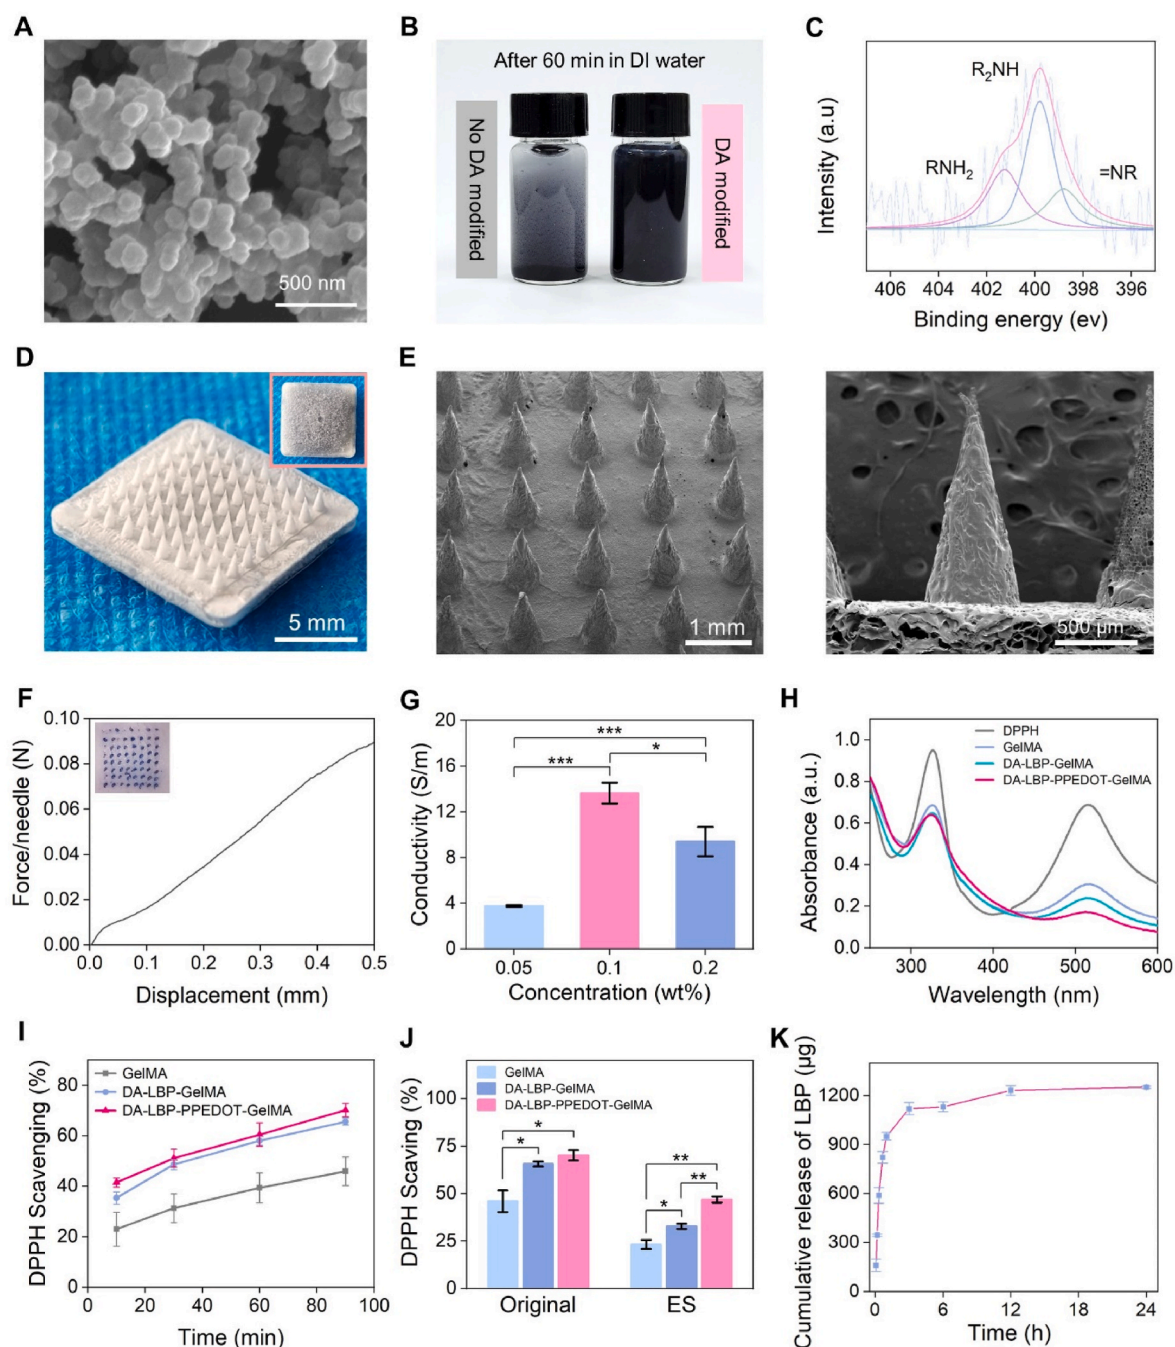 A
500 nm
B
After 60 min in DI water
No DA modified
DA modified
C
Intensity (a.u)
R₂NH
RNH₂
=NR
406 404 402 400 398 396
Binding energy (ev)
D
5 mm
E
1 mm
500 µm
F
Force/needle (N)
0.10
0.08
0.06
0.04
0.02
0.00
0.0 0.1 0.2 0.3 0.4 0.5
Displacement (mm)
G
Conductivity (S/m)
20
16
12
8
4
0
***
***
*
0.05 0.1 0.2
Concentration (wt%)
H
Absorbance (a.u.)
1.0
0.8
0.6
0.4
0.2
0.0
DPPH
GelMA
DA-LBP-GelMA
DA-LBP-PPEDOT-GelMA
300 400 500 600
Wavelength (nm)
I
DPPH Scavenging (%)
80
60
40
20
0
GelMA
DA-LBP-GelMA
DA-LBP-PPEDOT-GelMA
0 20 40 60 80 100
Time (min)
J
DPPH Scaving (%)
100
75
50
25
0
GelMA
DA-LBP-GelMA
DA-LBP-PPEDOT-GelMA
*
*
**
**
*
Original ES
K
Cumulative release of LBP (µg)
1200
900
600
300
0
0 6 12 18 24
Time (h)